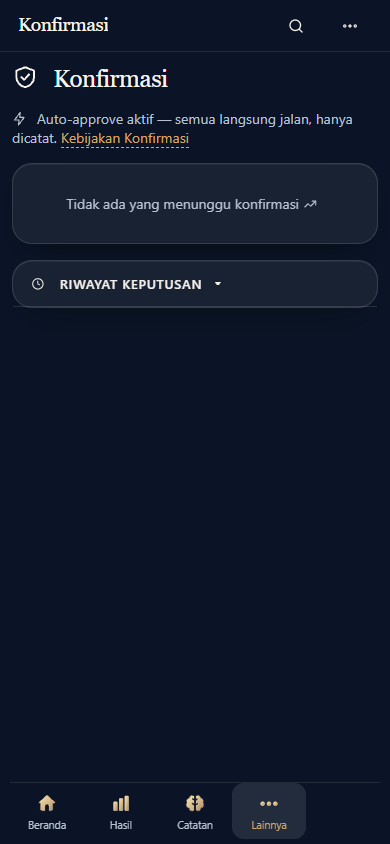 Konfirmasi
Konfirmasi
Auto-approve aktif — semua langsung jalan, hanya
dicatat. Kebijakan Konfirmasi
Tidak ada yang menunggu konfirmasi
RIWAYAT KEPUTUSAN
Beranda
Hasil
Catatan
Lainnya